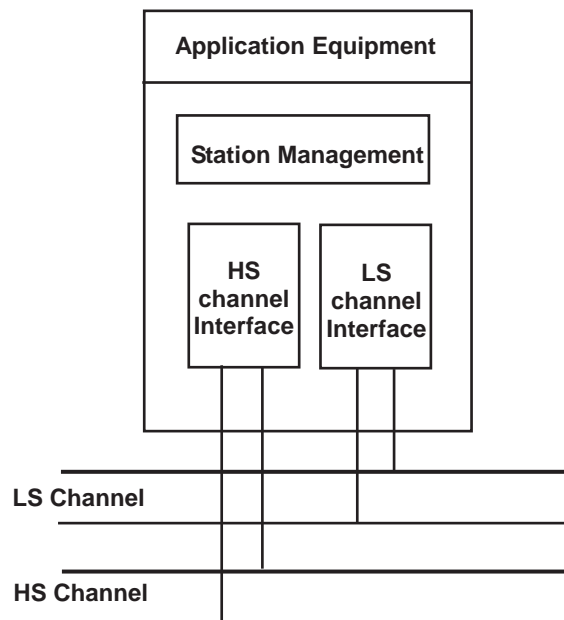 Application Equipment
Station Management
HS
channel
Interface
LS
channel
Interface
LS Channel
HS Channel